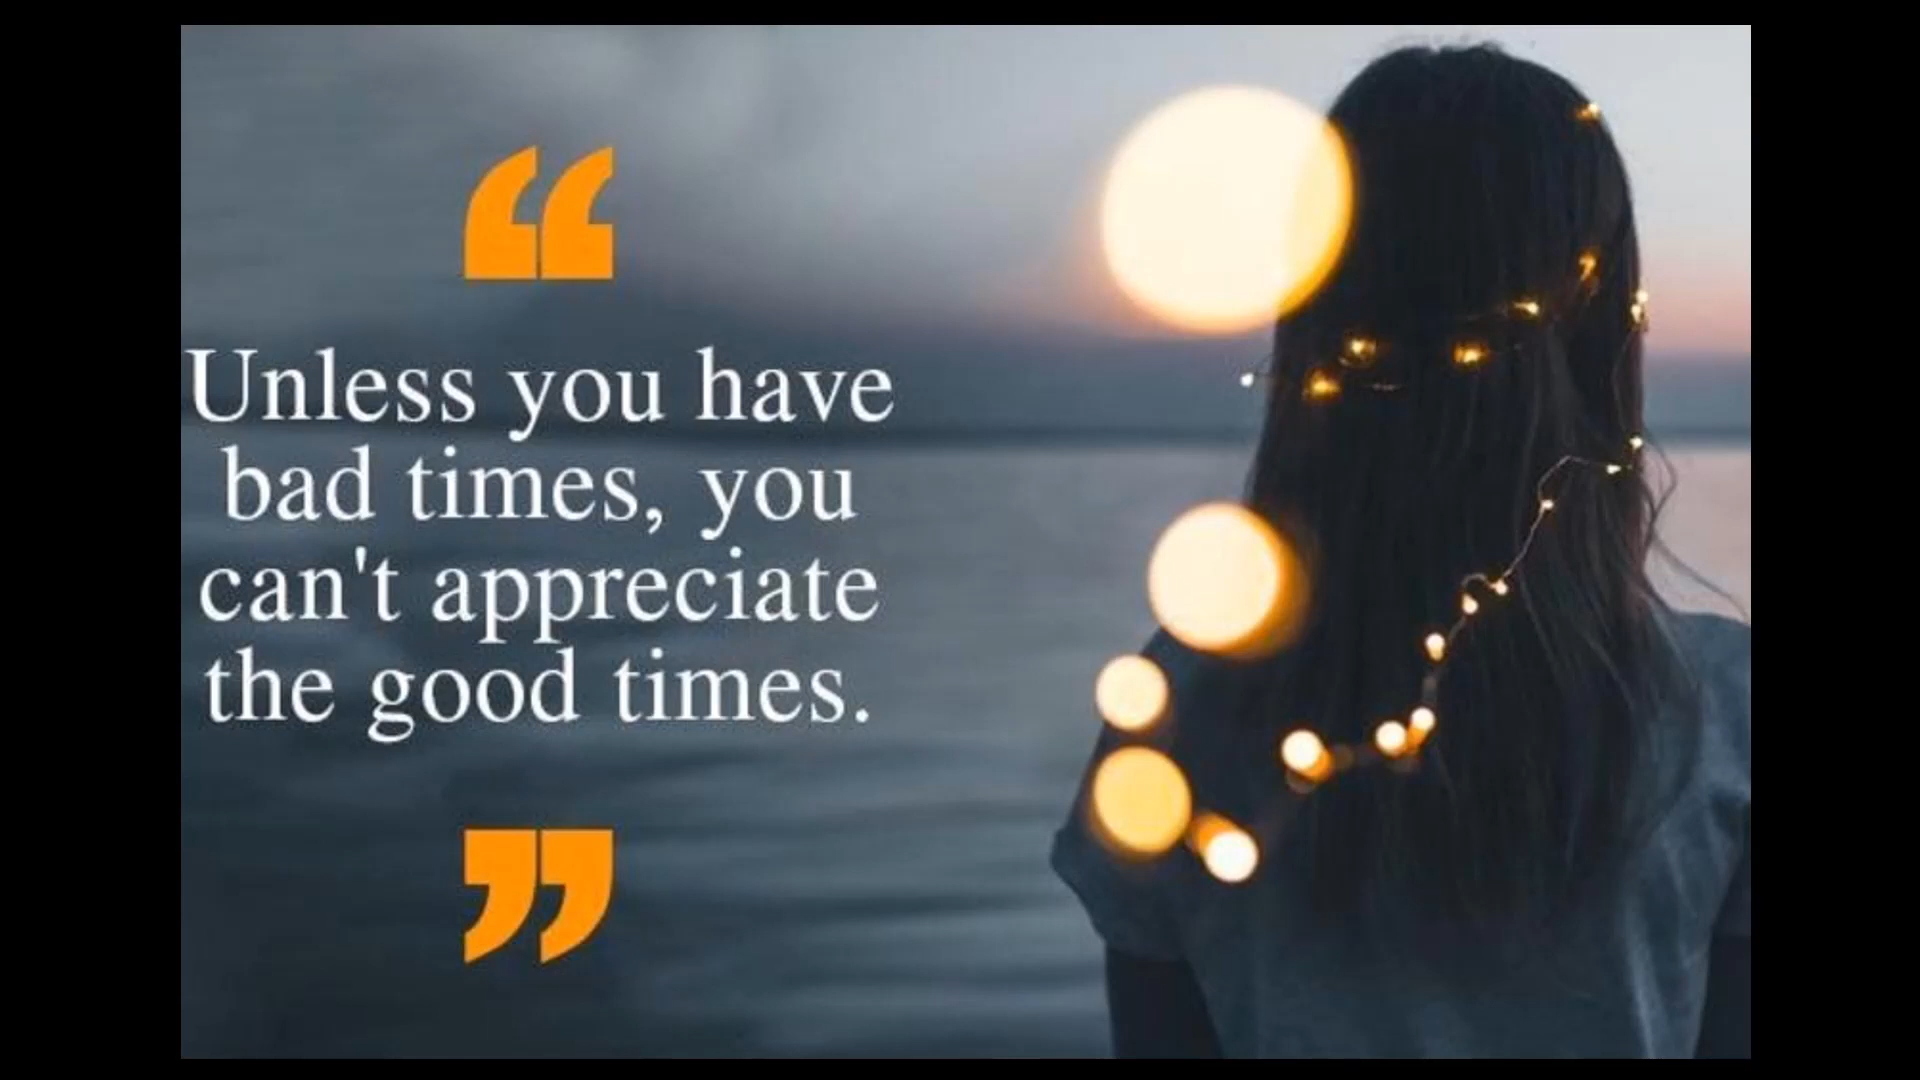 “
Unless you have
bad times, you
can't appreciate
the good times.
”